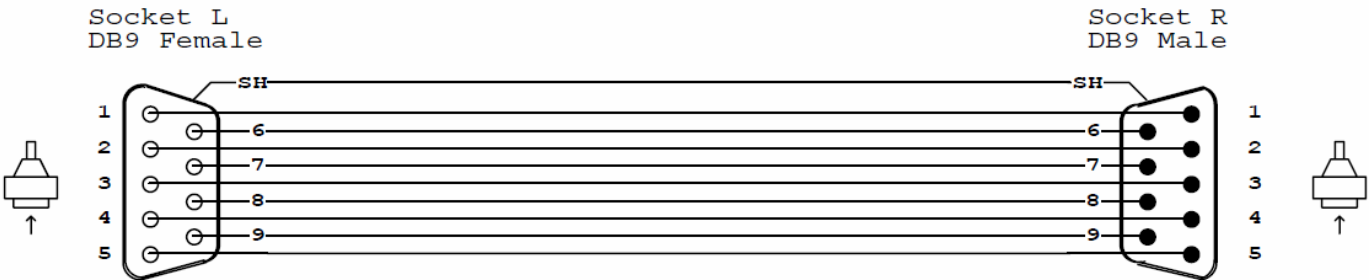 Socket L
DB9 Female
Socket R
DB9 Male
SH SH
1 1
6 6
2 2
7 7
3 3
8 8
4 4
9 9
5 5